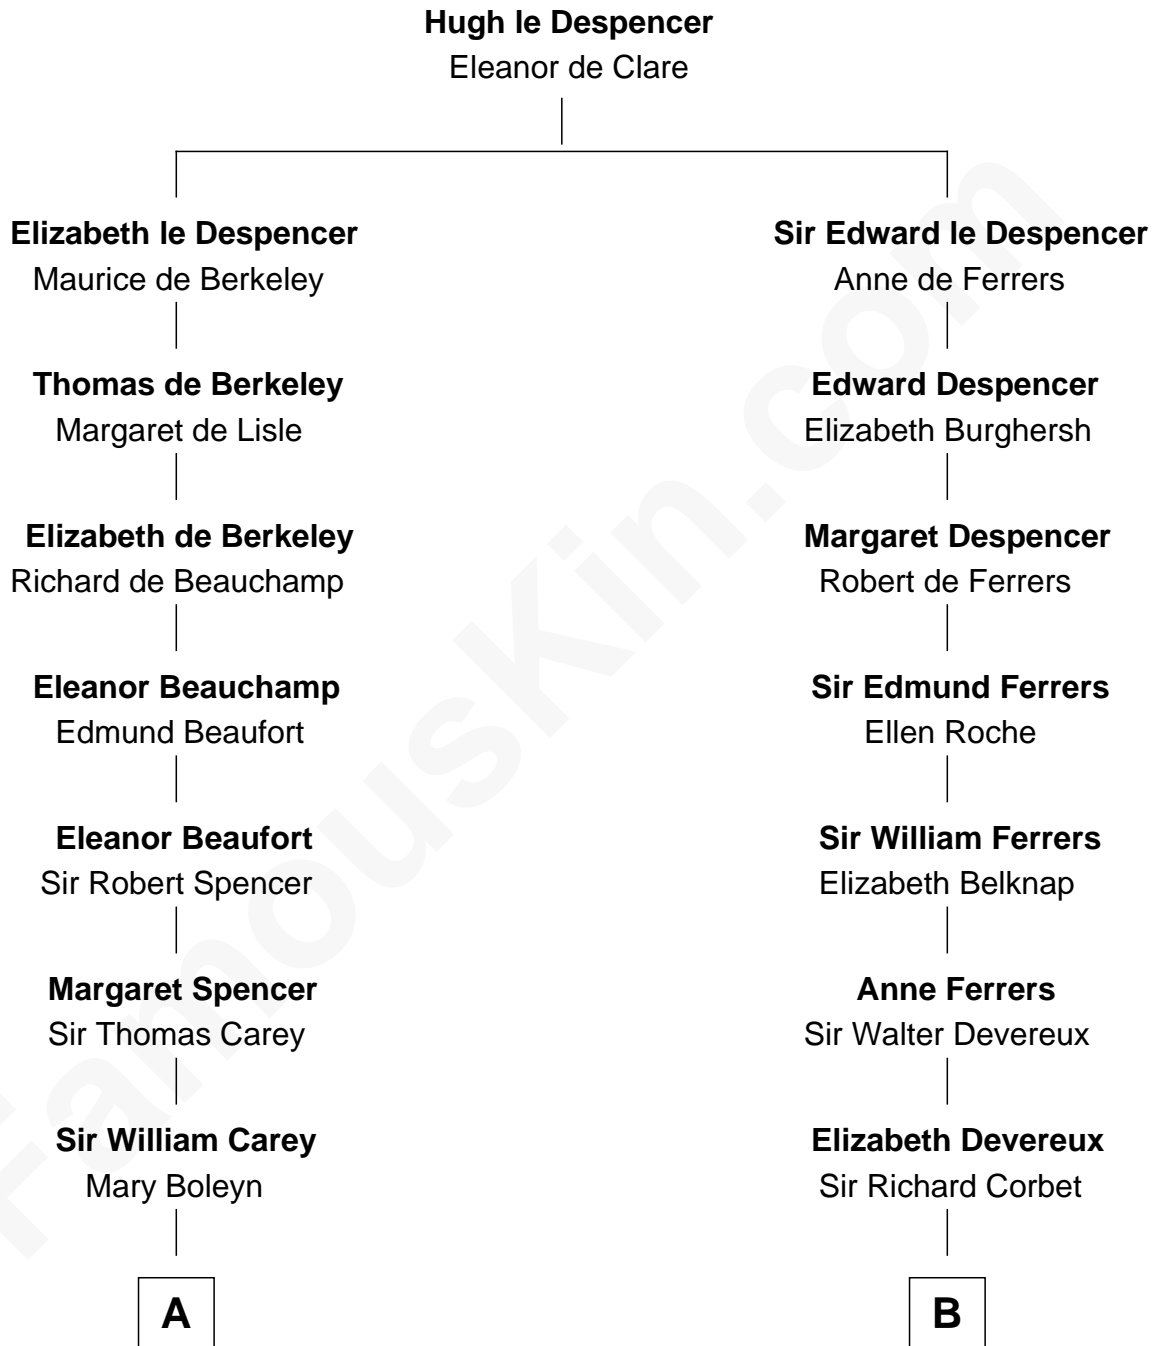 Hugh le Despencer
Eleanor de Clare
Elizabeth le Despencer
Maurice de Berkeley
Sir Edward le Despencer
Anne de Ferrers
Thomas de Berkeley
Margaret de Lisle
Edward Despencer
Elizabeth Burghersh
Elizabeth de Berkeley
Richard de Beauchamp
Margaret Despencer
Robert de Ferrers
Eleanor Beauchamp
Edmund Beaufort
Sir Edmund Ferrers
Ellen Roche
Eleanor Beaufort
Sir Robert Spencer
Sir William Ferrers
Elizabeth Belknap
Margaret Spencer
Sir Thomas Carey
Anne Ferrers
Sir Walter Devereux
Sir William Carey
Mary Boleyn
Elizabeth Devereux
Sir Richard Corbet
A
B
FamousKin.com